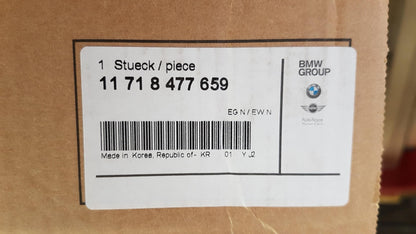 1 Stueck / piece
11 71 8 477 659
EG N / EW N
Made in Korea, Republic of - KR 01 Y J2
BMW
GROUP